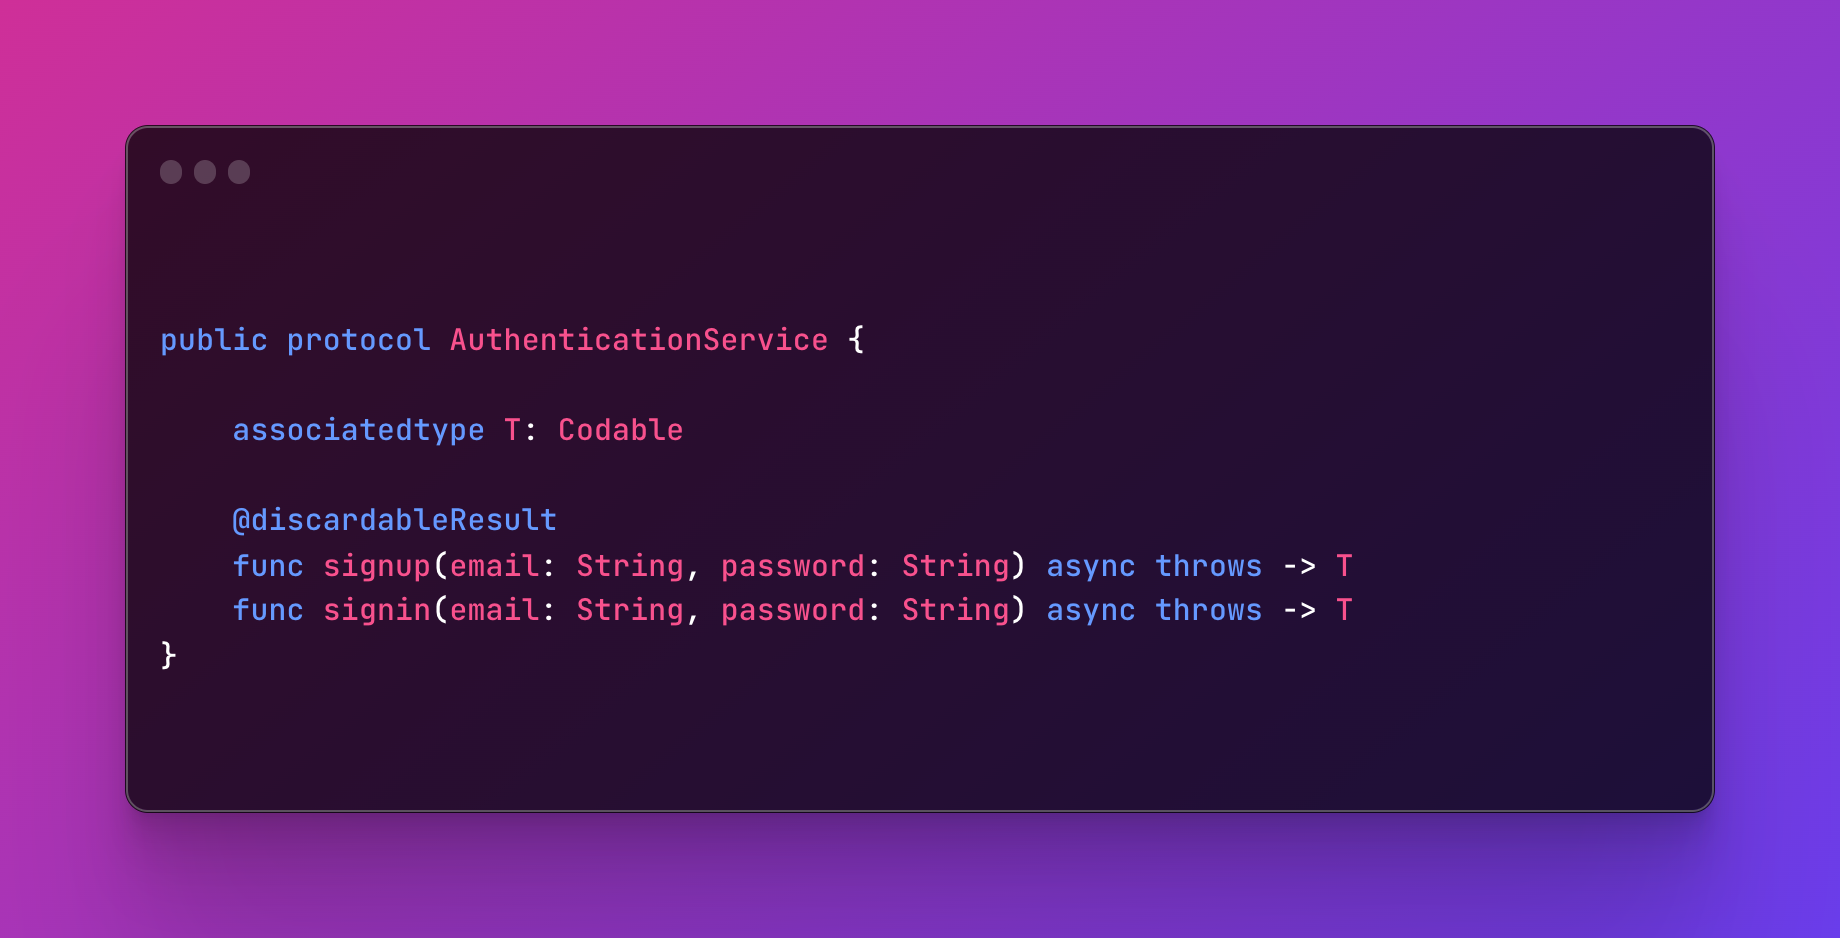 public protocol AuthenticationService {
    associatedtype T: Codable
    @discardableResult
    func signup(email: String, password: String) async throws -> T
    func signin(email: String, password: String) async throws -> T
}